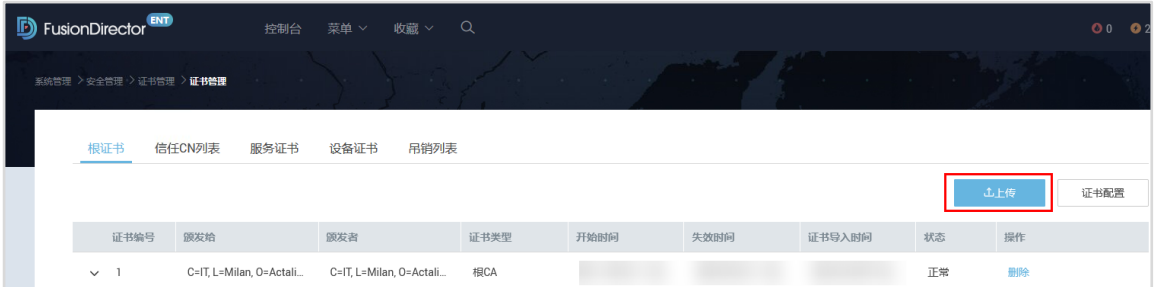 FusionDirector ENT 控制台 菜单 收藏 0 2
系统管理 > 安全管理 > 证书管理 > 证书管理
根证书 信任CN列表 服务证书 设备证书 吊销列表
上传 证书配置
证书编号 颁发给 颁发者 证书类型 开始时间 失效时间 证书导入时间 状态 操作
1 C=IT, L=Milan, O=Actali... C=IT, L=Milan, O=Actali... 根CA 正常 删除